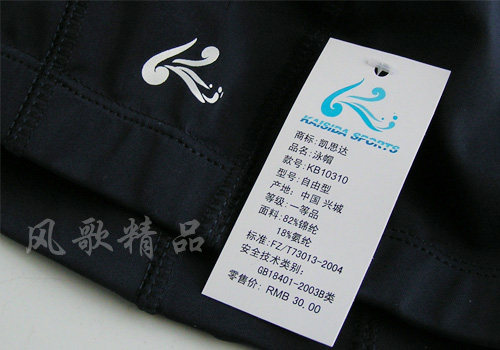 KAISIDA SPORTS
商标: 凯思达
品名: 泳帽
款号: KB10310
型号: 自由型
产地: 中国 兴城
等级: 一等品
面料: 82%锦纶
18%氨纶
标准: FZ/T73013-2004
安全技术类别:
GB18401-2003B类
零售价: RMB 30.00
风歌精品